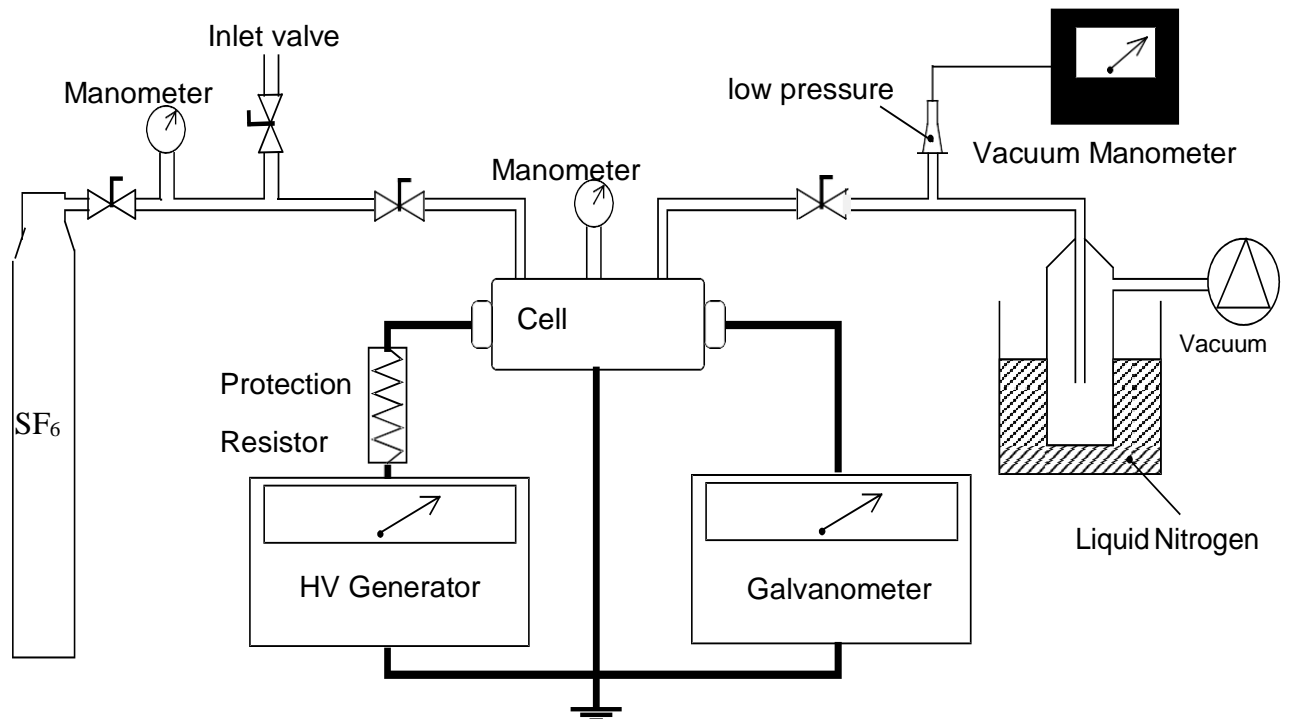 Inlet valve
Manometer
low pressure
Vacuum Manometer
Manometer
Cell
Vacuum
Protection
Resistor
SF₆
Liquid Nitrogen
HV Generator
Galvanometer